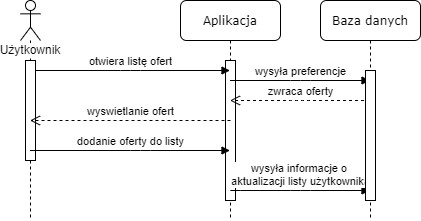 Aplikacja
Baza danych
Użytkownik
otwiera listę ofert
wysyła preferencje
zwraca oferty
wyswietlanie ofert
dodanie oferty do listy
wysyła informacje o
aktualizacji listy użytkownik